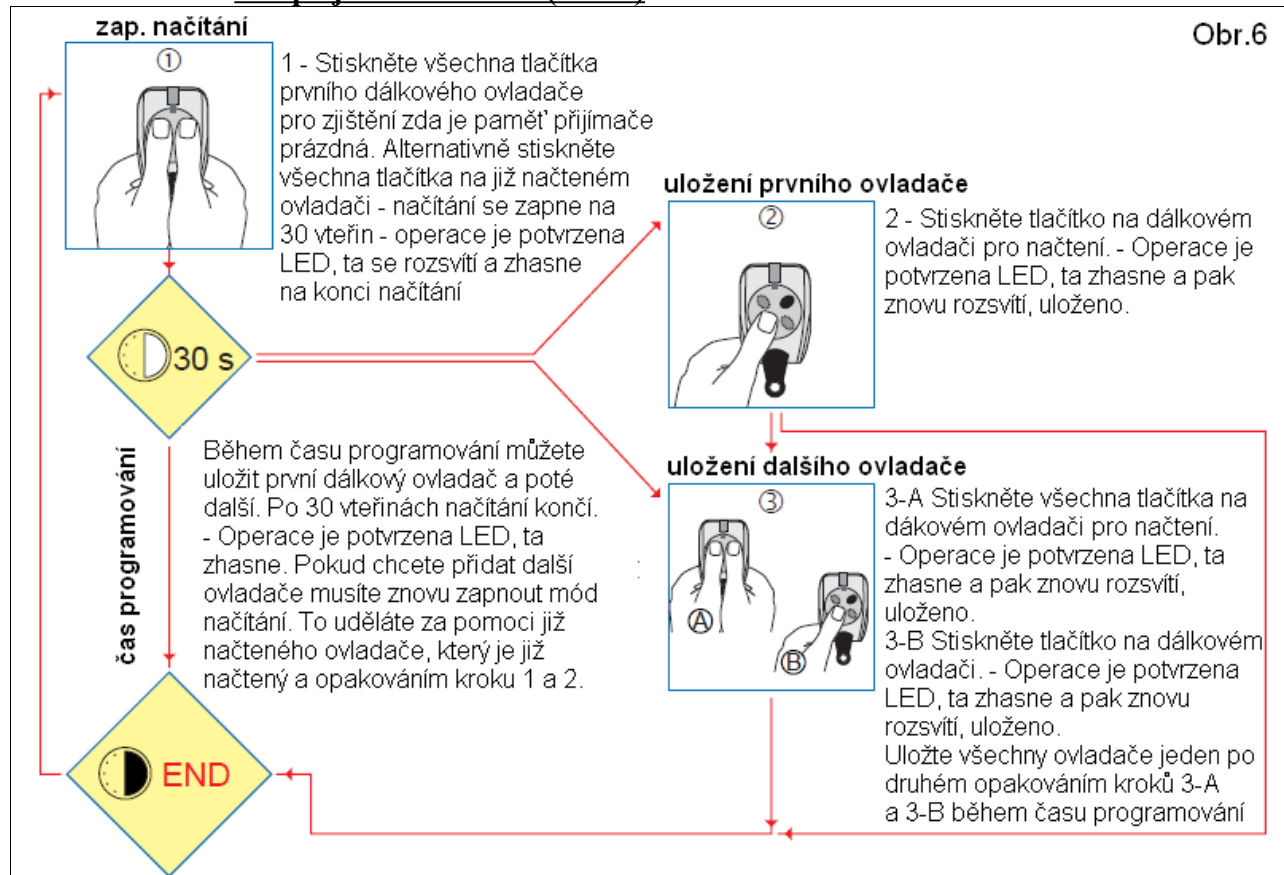 zap. načítání
Obr.6
①
1 - Stiskněte všechna tlačítka
prvního dálkového ovladače
pro zjištění zda je paměť přijímače
prázdná. Alternativně stiskněte
všechna tlačítka na již načteném
ovladači - načítání se zapne na
30 vteřin - operace je potvrzena
LED, ta se rozsvítí a zhasne
na konci načítání
uložení prvního ovladače
②
2 - Stiskněte tlačítko na dálkovém
ovladači pro načtení. - Operace je
potvrzena LED, ta zhasne a pak
znovu rozsvítí, uloženo.
30 s
čas programování
Během času programování můžete
uložit první dálkový ovladač a poté
další. Po 30 vteřinách načítání končí.
- Operace je potvrzena LED, ta
zhasne. Pokud chcete přidat další
ovladače musíte znovu zapnout mód
načítání. To uděláte za pomoci již
načteného ovladače, který je již
načtený a opakováním kroku 1 a 2.
uložení dalšího ovladače
③
A
B
3-A Stiskněte všechna tlačítka na
dákovém ovladači pro načtení.
- Operace je potvrzena LED, ta
zhasne a pak znovu rozsvítí,
uloženo.
3-B Stiskněte tlačítko na dálkovém
ovladači. - Operace je potvrzena
LED, ta zhasne a pak znovu
rozsvítí, uloženo.
Uložte všechny ovladače jeden po
druhém opakováním kroků 3-A
a 3-B během času programování
END